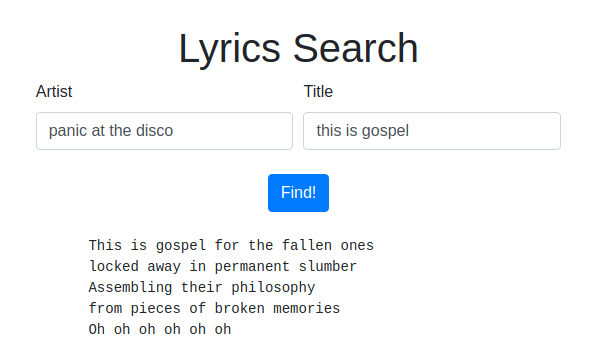 Lyrics Search
Artist
Title
panic at the disco
this is gospel
Find!
This is gospel for the fallen ones
locked away in permanent slumber
Assembling their philosophy
from pieces of broken memories
Oh oh oh oh oh oh